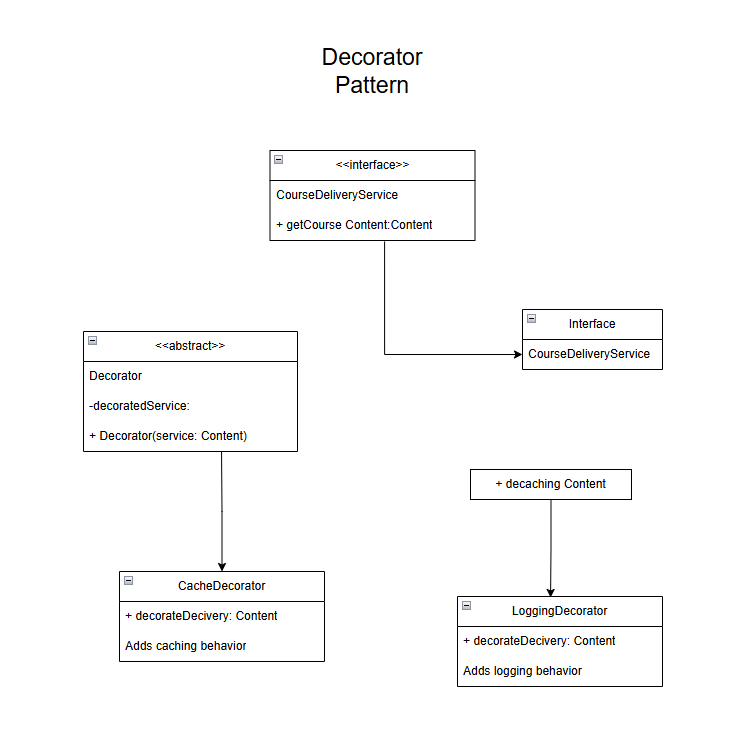 Decorator
Pattern
<<interface>>
CourseDeliveryService
+ getCourse Content:Content
Interface
CourseDeliveryService
<<abstract>>
Decorator
-decoratedService:
+ Decorator(service: Content)
+ decaching Content
CacheDecorator
+ decorateDecivery: Content
Adds caching behavior
LoggingDecorator
+ decorateDecivery: Content
Adds logging behavior